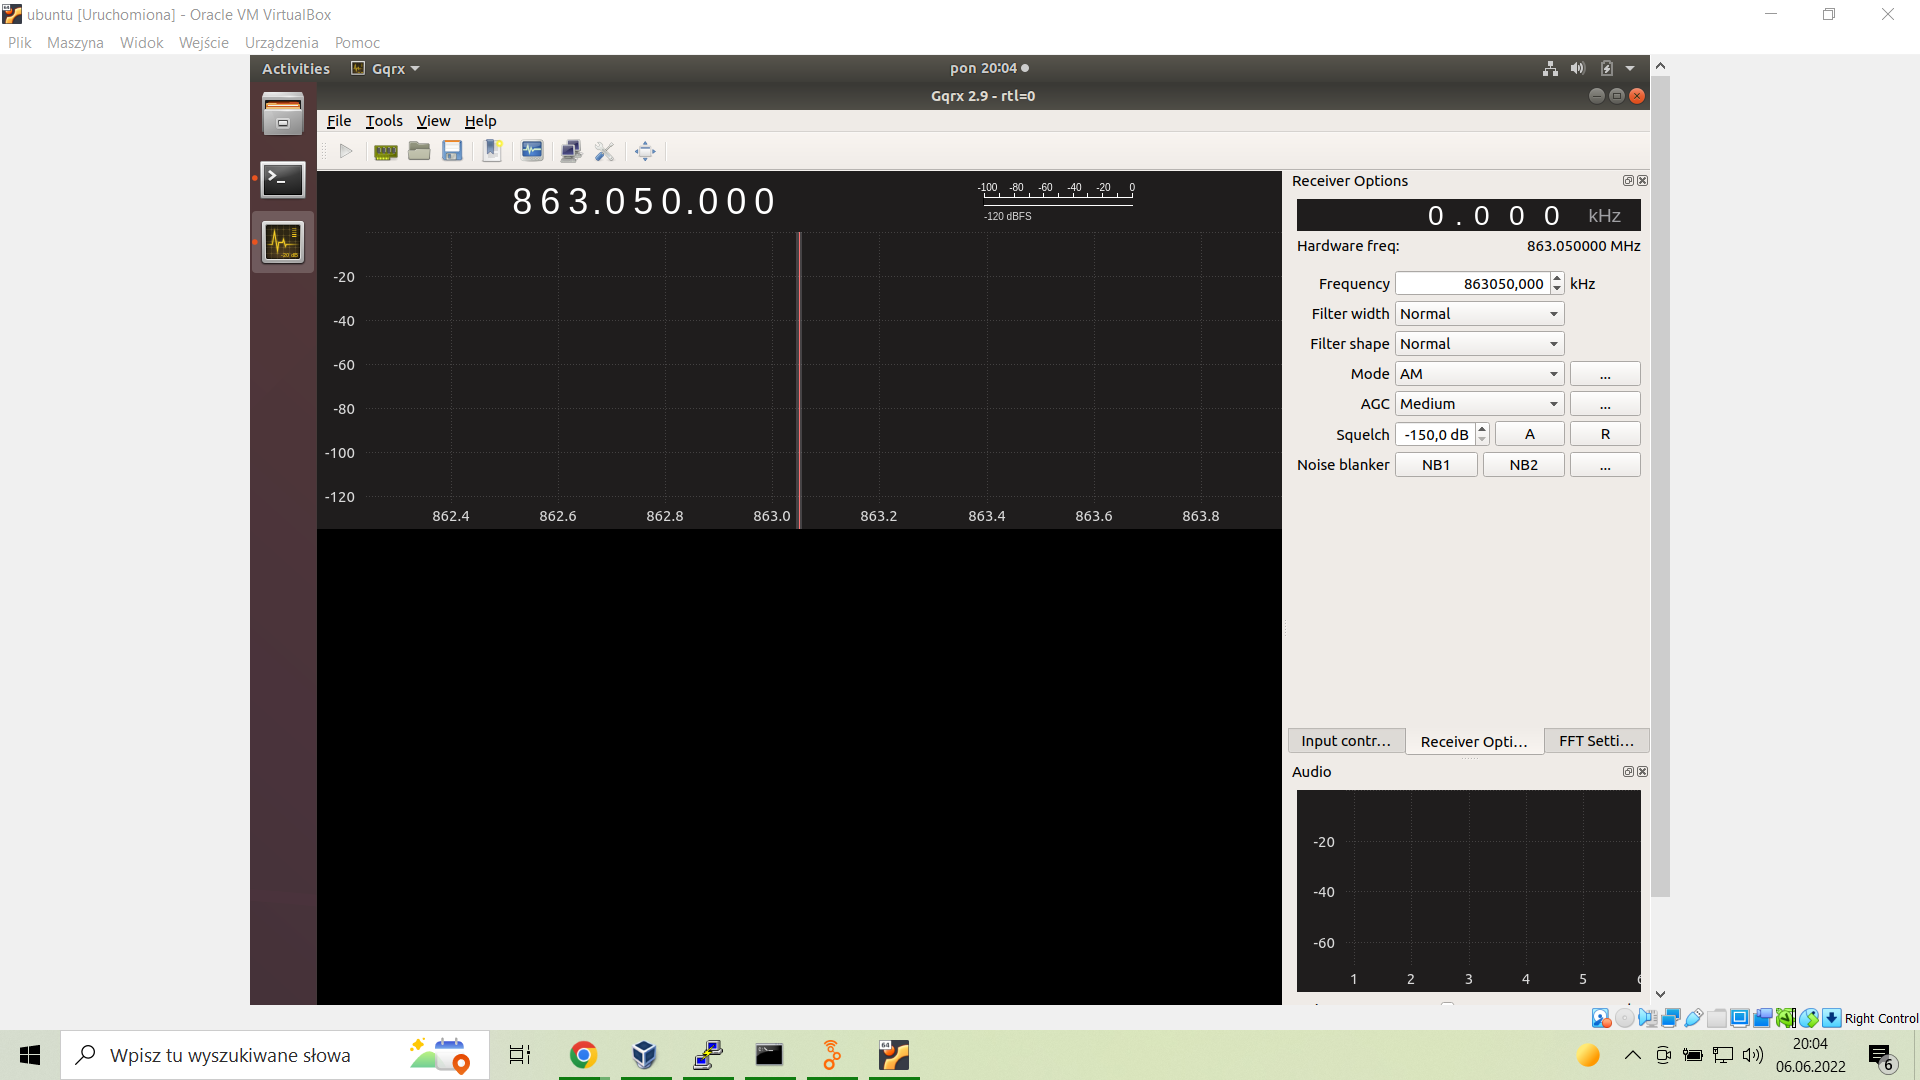 ubuntu [Uruchomiona] - Oracle VM VirtualBox
Plik Maszyna Widok Wejście Urządzenia Pomoc
Activities Gqrx pon 20:04
Gqrx 2.9 - rtl=0
File Tools View Help
863.050.000
-100 -80 -60 -40 -20 0
-120 dBFS
-20
-40
-60
-80
-100
-120
862.4 862.6 862.8 863.0 863.2 863.4 863.6 863.8
Receiver Options
0.000 kHz
Hardware freq: 863.050000 MHz
Frequency 863050,000 kHz
Filter width Normal
Filter shape Normal
Mode AM ...
AGC Medium ...
Squelch -150,0 dB A R
Noise blanker NB1 NB2 ...
Input contr... Receiver Opti... FFT Setti...
Audio
-20
-40
-60
1 2 3 4 5
Right Control
Wpisz tu wyszukiwane słowa
64
20:04
06.06.2022
6